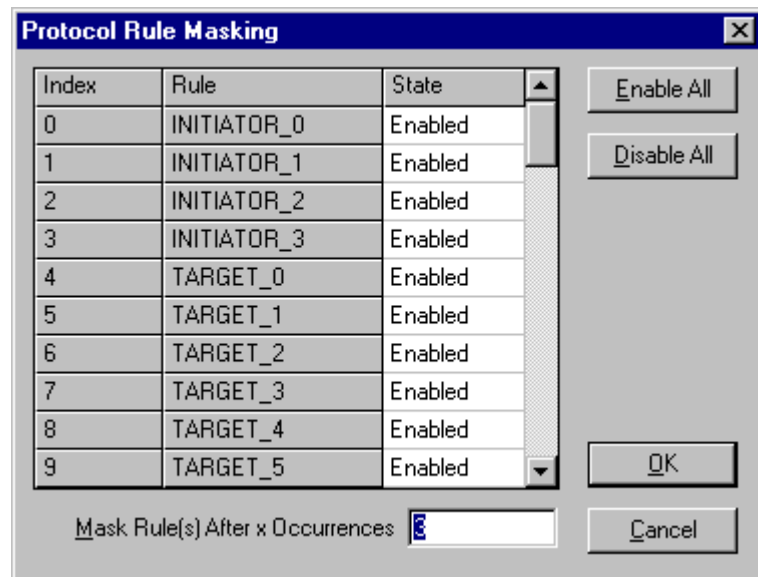 Protocol Rule Masking
Index Rule State
0 INITIATOR_0 Enabled
1 INITIATOR_1 Enabled
2 INITIATOR_2 Enabled
3 INITIATOR_3 Enabled
4 TARGET_0 Enabled
5 TARGET_1 Enabled
6 TARGET_2 Enabled
7 TARGET_3 Enabled
8 TARGET_4 Enabled
9 TARGET_5 Enabled
Mask Rule(s) After x Occurrences 3
Enable All
Disable All
OK
Cancel